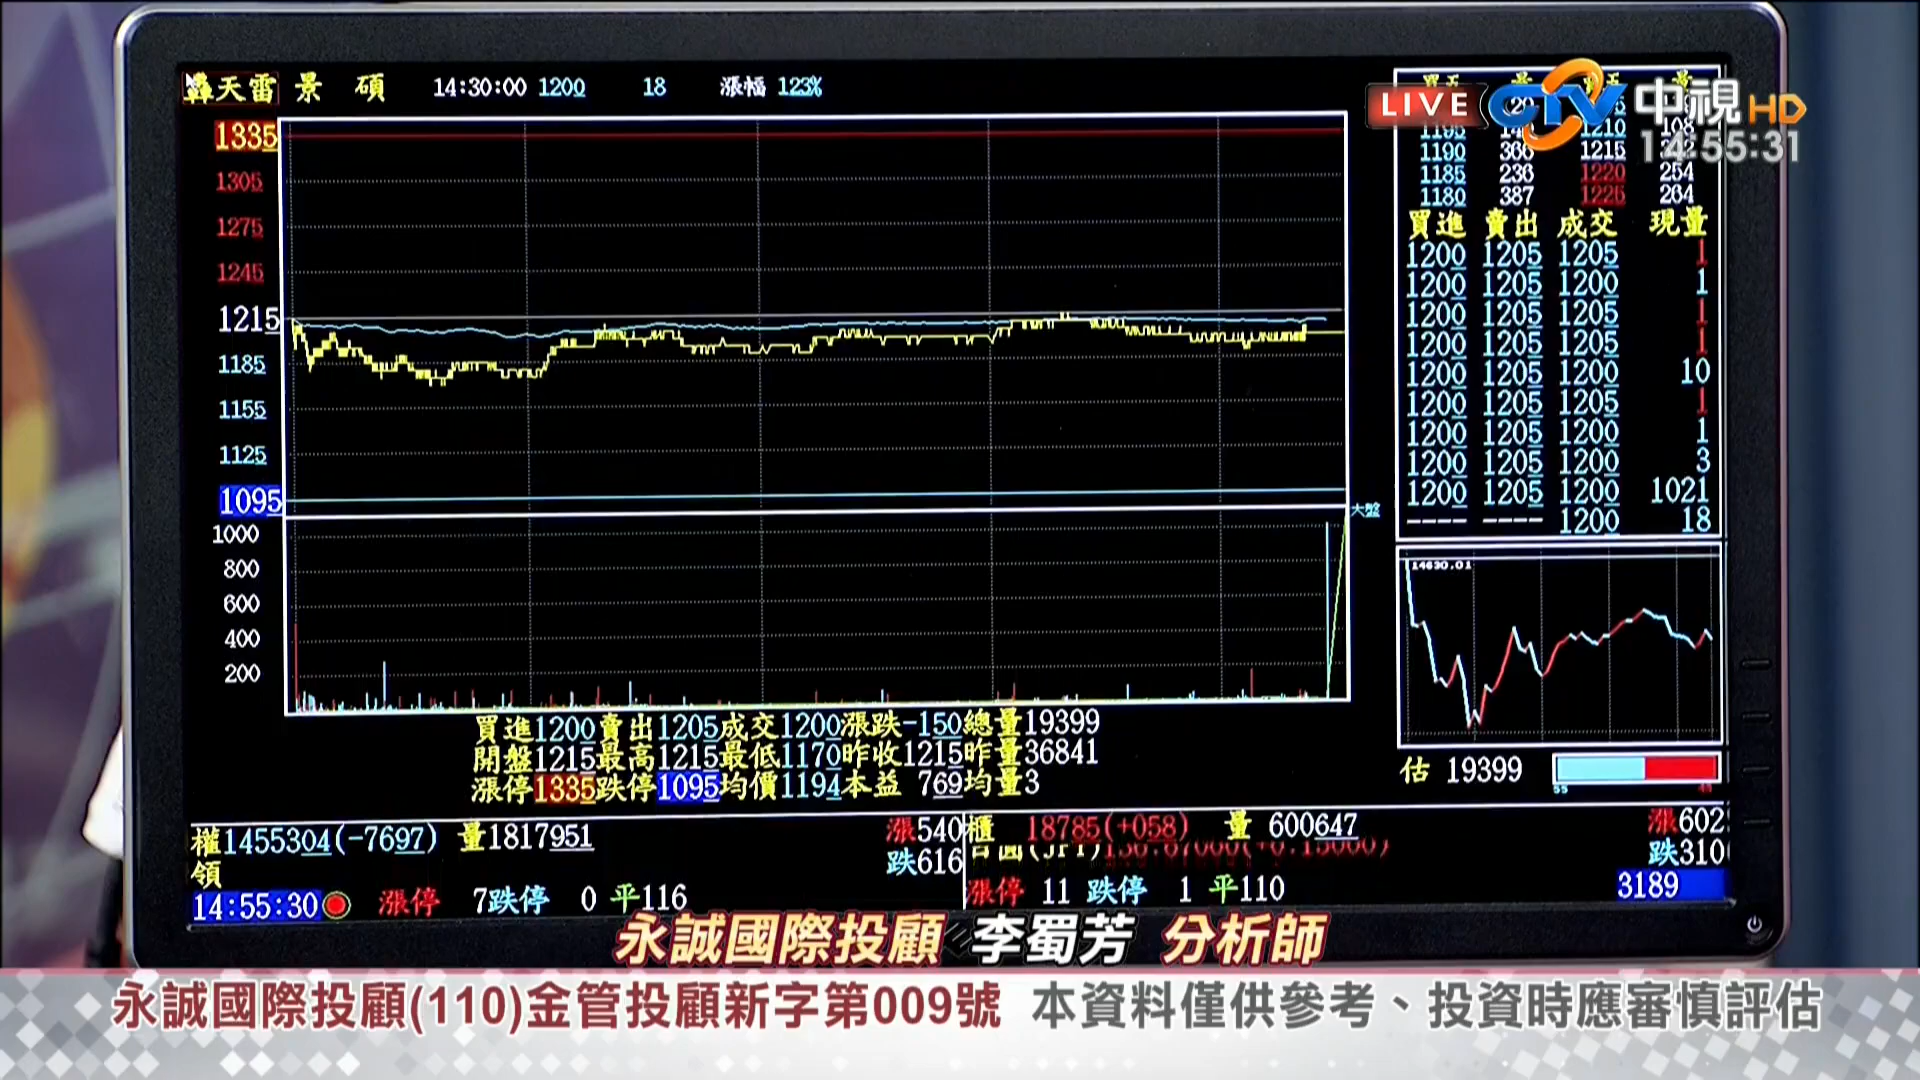 轟天雷 景 碩 14:30:00 1200 18 漲幅 123%
LIVE CTV 中視 HD
14:55:31
1335
1305
1275
1245
1215
1185
1155
1125
1095
1000
800
600
400
200
大盤
1195 1210
1190 366 1215
1185 236 1220 254
1180 387 1225 264
買進 賣出 成交 現量
1200 1205 1205 1
1200 1205 1200 1
1200 1205 1205 1
1200 1205 1205 1
1200 1205 1200 10
1200 1205 1205 1
1200 1205 1200 1
1200 1205 1200 3
1200 1205 1200 1021
---- ---- 1200 18
14630.01
估 19399
55 45
買進1200賣出1205成交1200漲跌-150總量19399
開盤1215最高1215最低1170昨收1215昨量36841
漲停1335跌停1095均價1194本益 769均量3
權1455304(-7697) 量1817951 漲540 櫃 18785(+058) 量 600647 漲602
領 跌616 跌310
14:55:30 漲停 7跌停 0 平116 漲停 11 跌停 1 平110 3189
永誠國際投顧 李蜀芳 分析師
永誠國際投顧(110)金管投顧新字第009號 本資料僅供參考、投資時應審慎評估